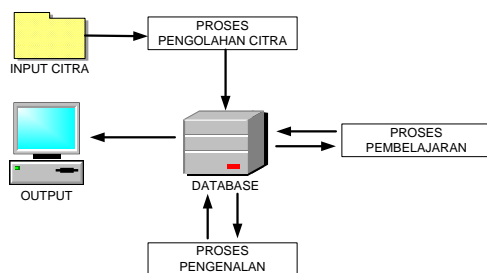 PROSES
PENGOLAHAN CITRA
INPUT CITRA
PROSES
PEMBELAJARAN
DATABASE
OUTPUT
PROSES
PENGENALAN